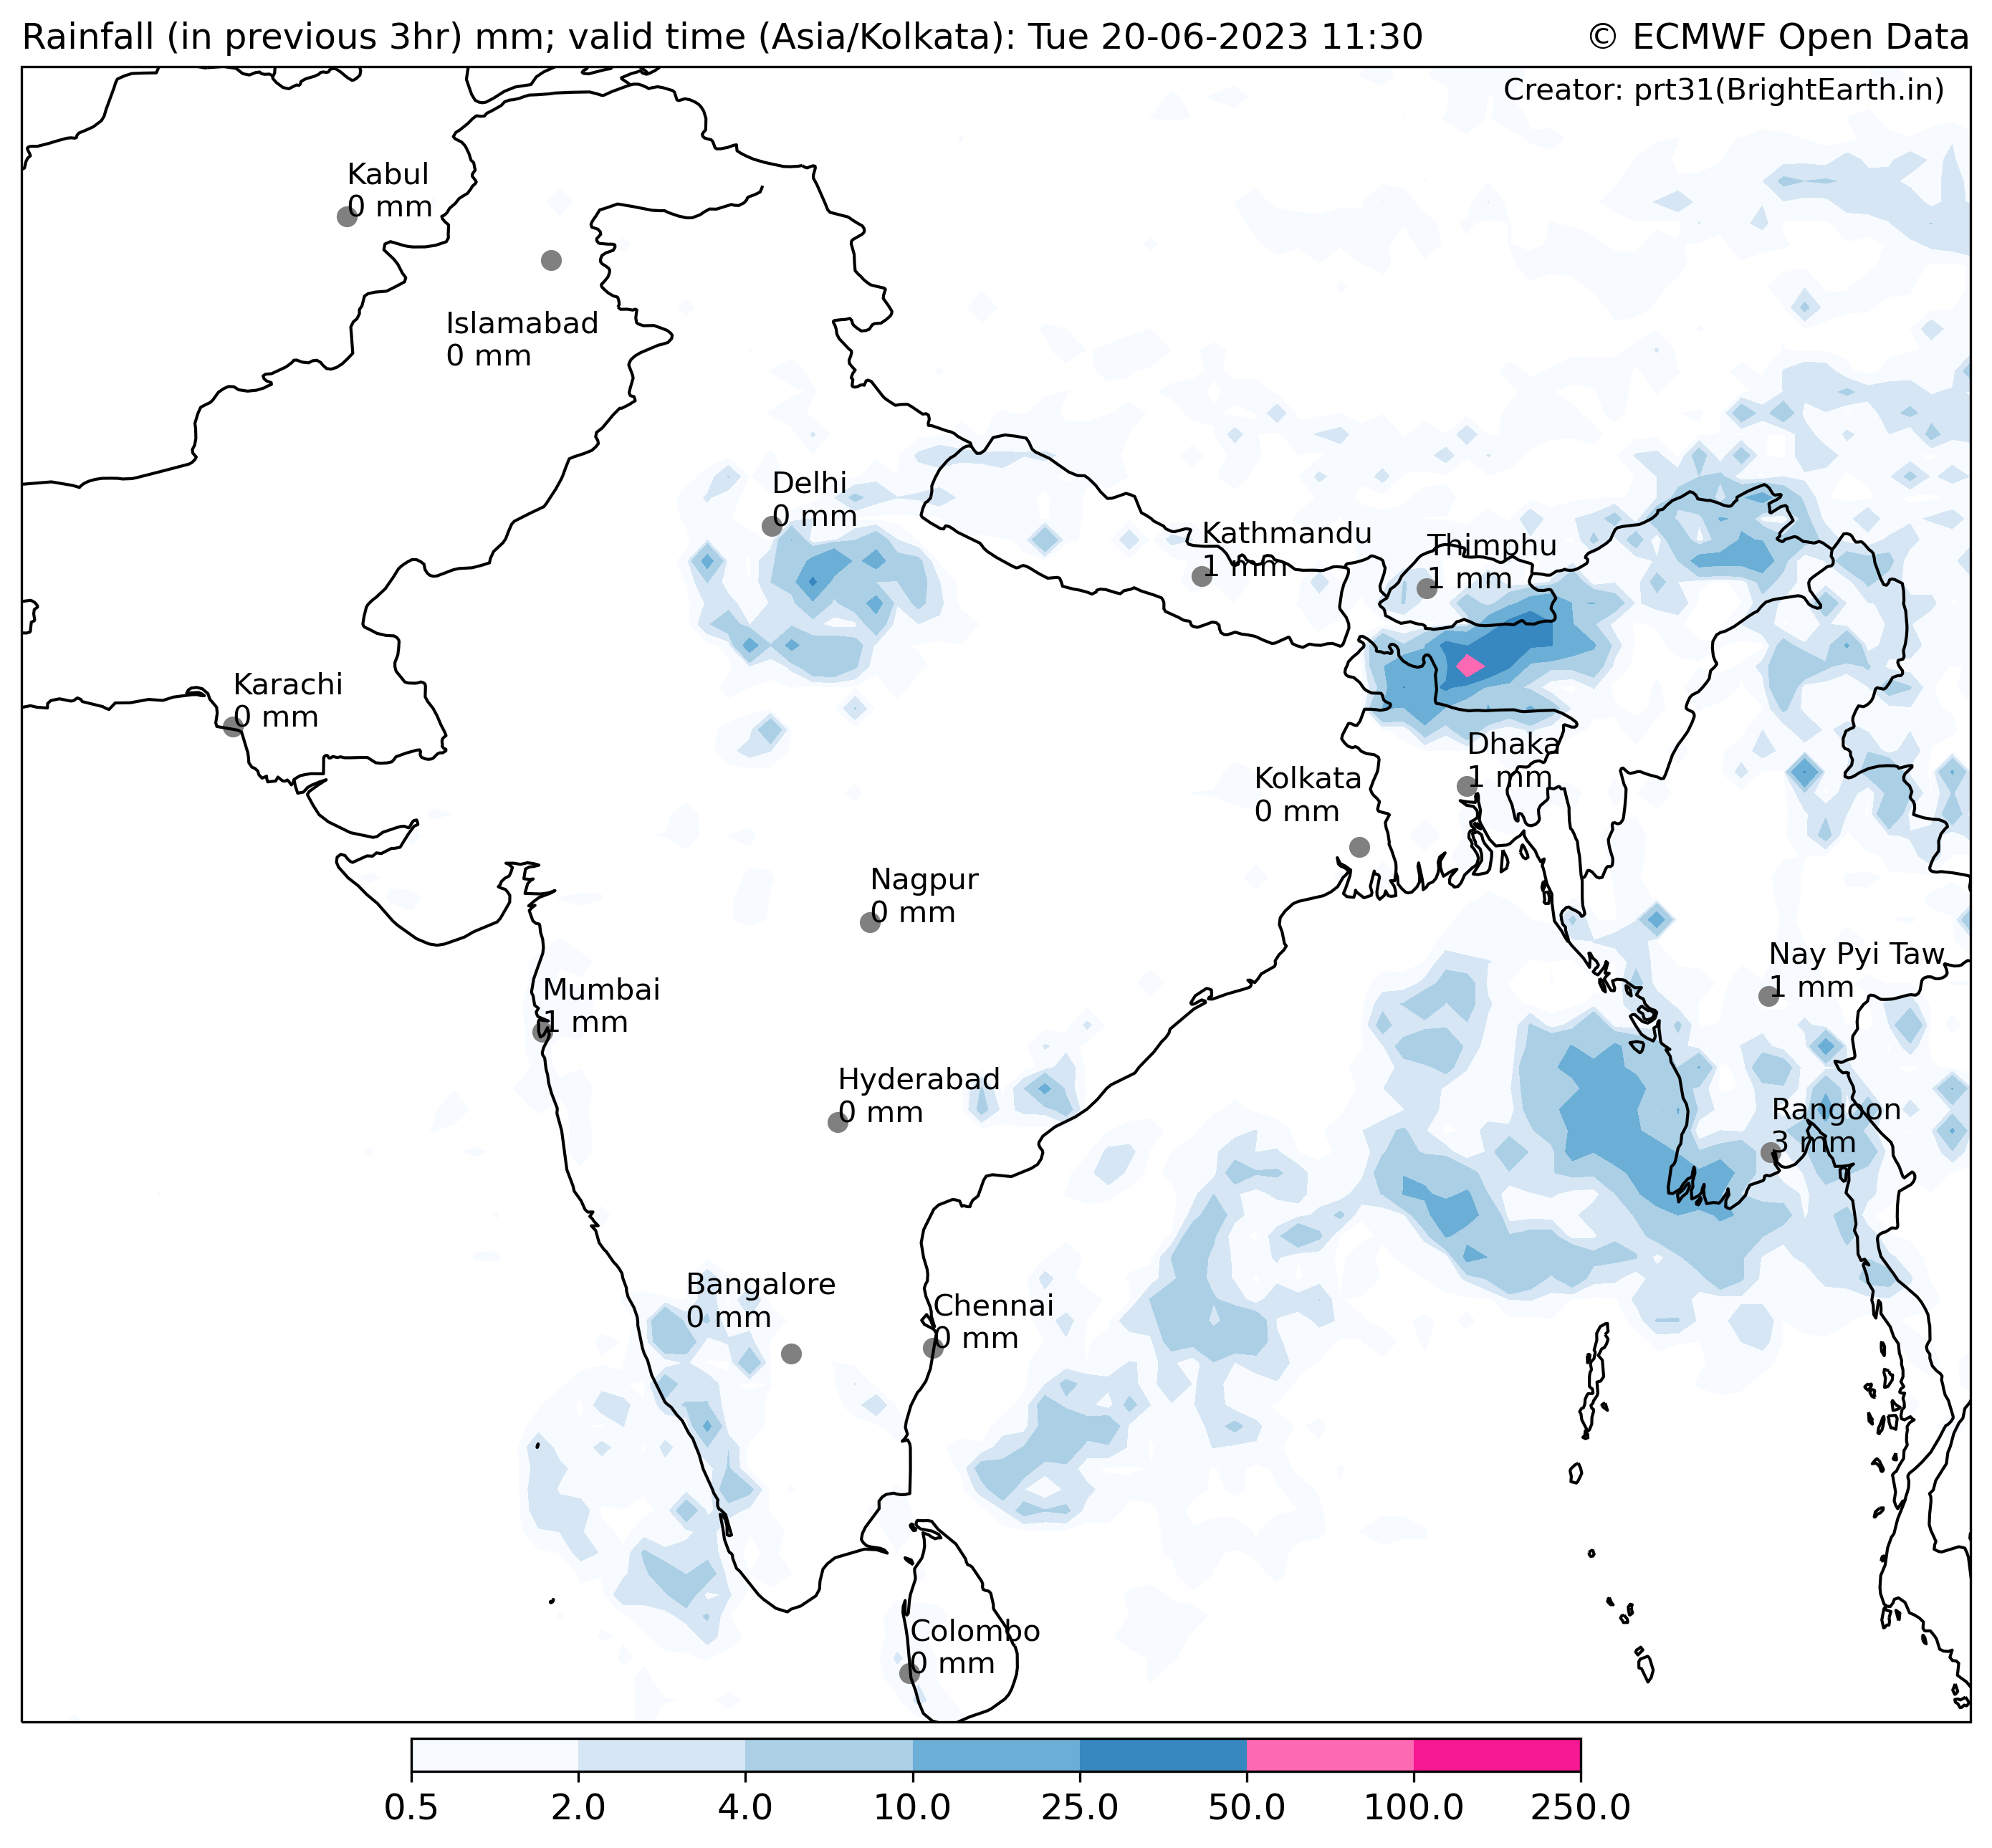 Rainfall (in previous 3hr) mm; valid time (Asia/Kolkata): Tue 20-06-2023 11:30
© ECMWF Open Data
Creator: prt31(BrightEarth.in)
Kabul
0 mm
Islamabad
0 mm
Delhi
0 mm
Kathmandu
1 mm
Thimphu
1 mm
Karachi
0 mm
Dhaka
1 mm
Kolkata
0 mm
Nagpur
0 mm
Nay Pyi Taw
1 mm
Mumbai
1 mm
Hyderabad
0 mm
Rangoon
3 mm
Bangalore
0 mm
Chennai
0 mm
Colombo
0 mm
0.5 2.0 4.0 10.0 25.0 50.0 100.0 250.0